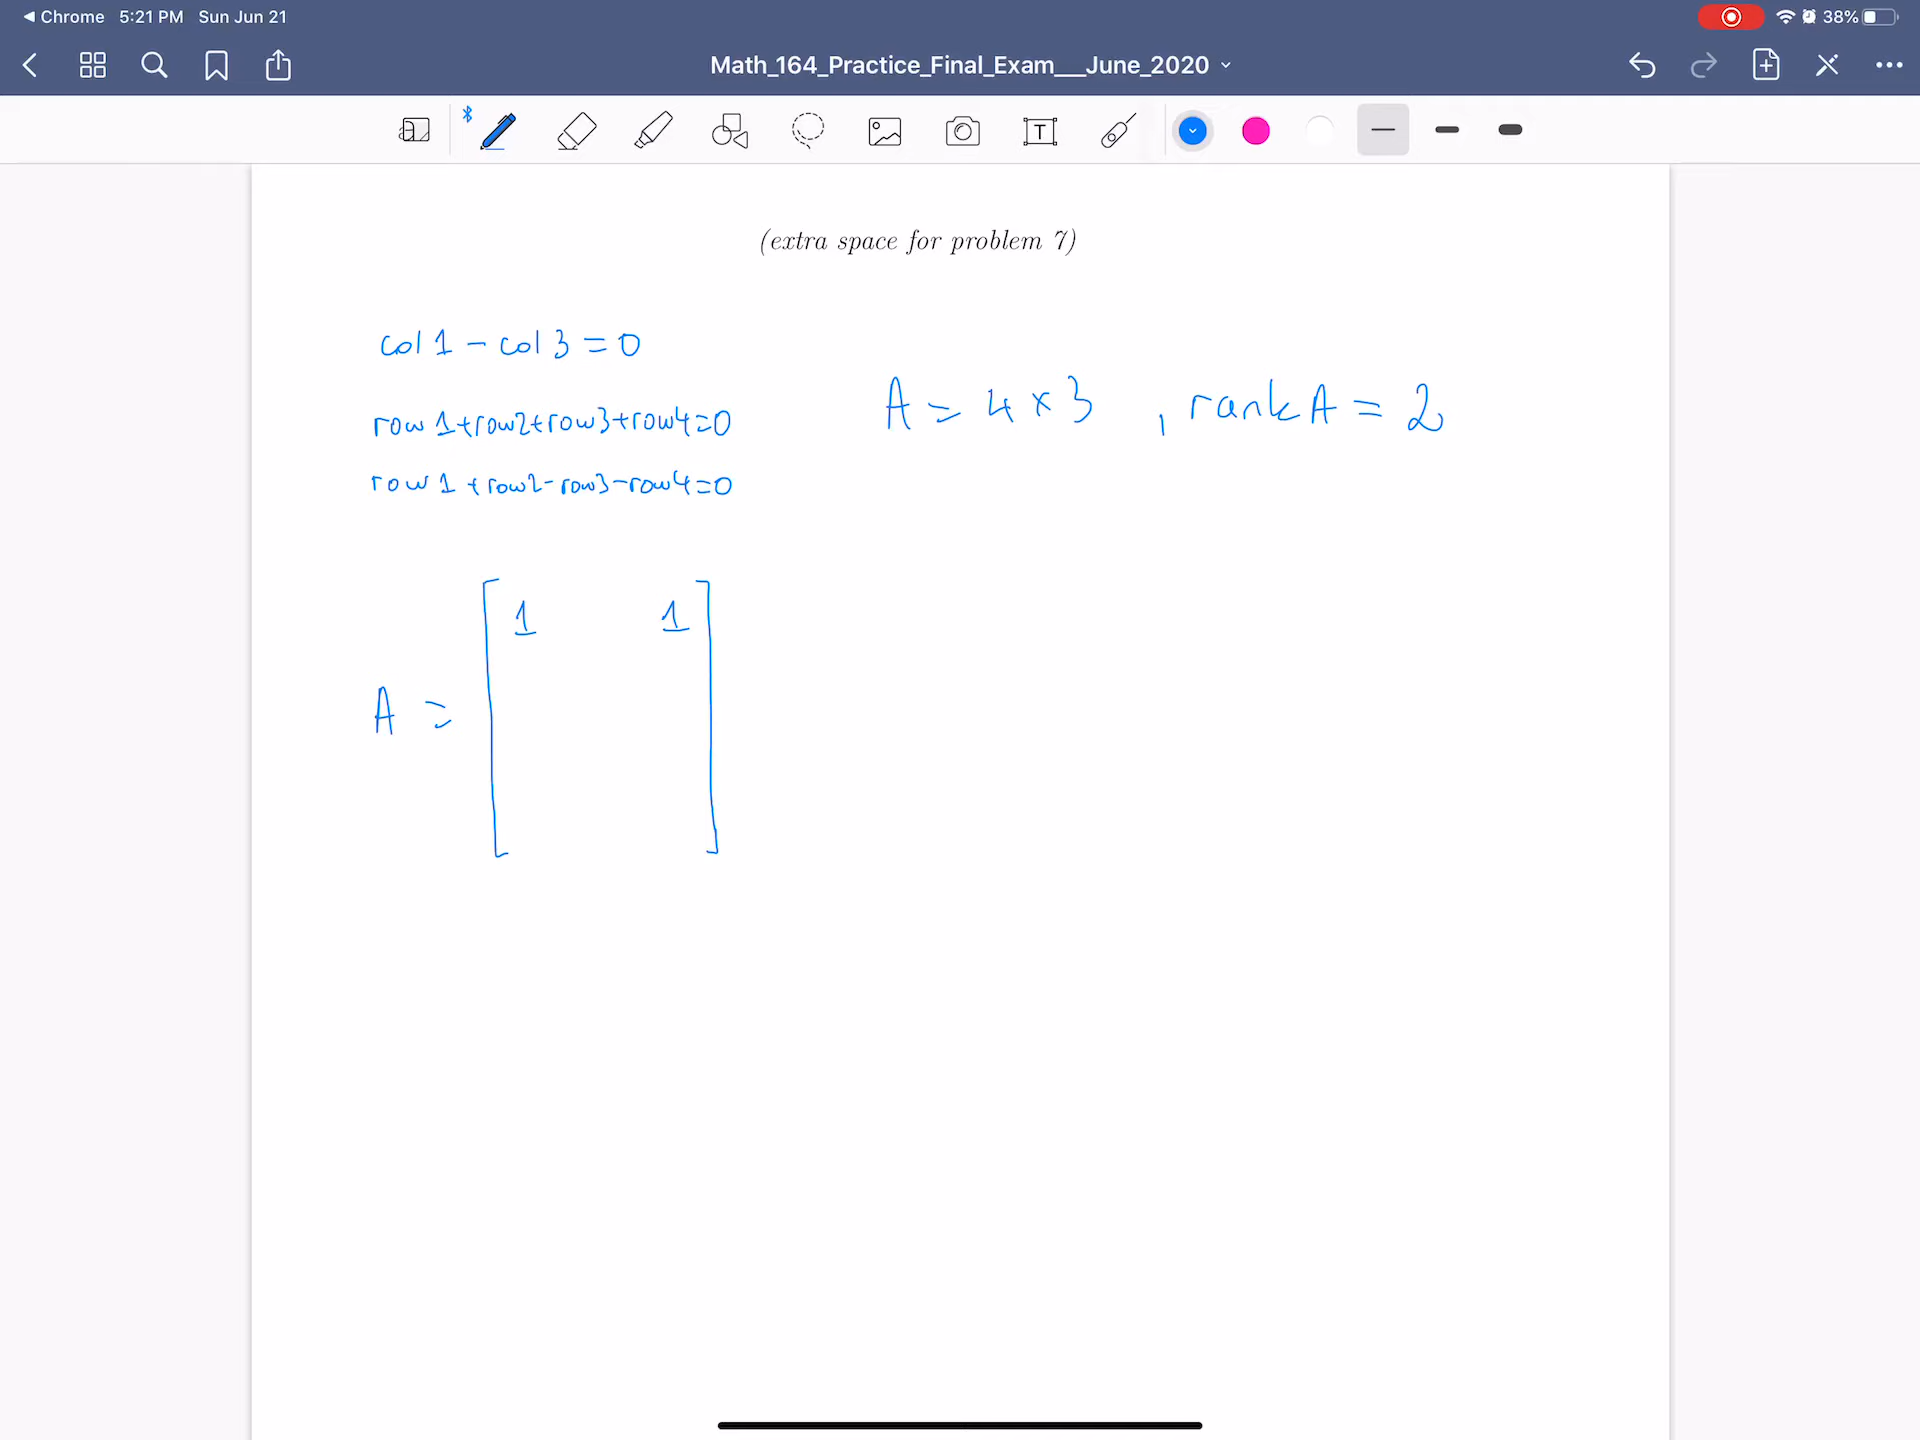 ◀ Chrome 5:21 PM Sun Jun 21 38%
Math_164_Practice_Final_Exam___June_2020
(extra space for problem 7)
col 1 - col 3 = 0
A = 4 × 3 , rank A = 2
row 1+row2+row3+row4=0
row 1 +row2-row3-row4=0
1 1
A =